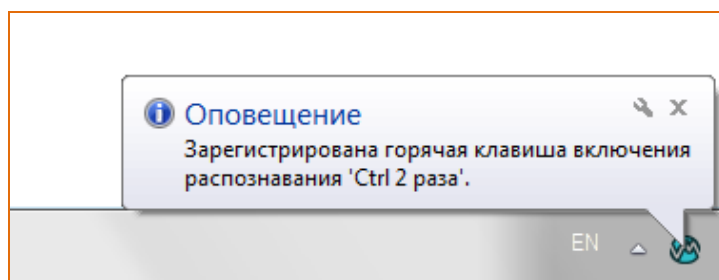 Оповещение
Зарегистрирована горячая клавиша включения
распознавания 'Ctrl 2 раза'.
EN